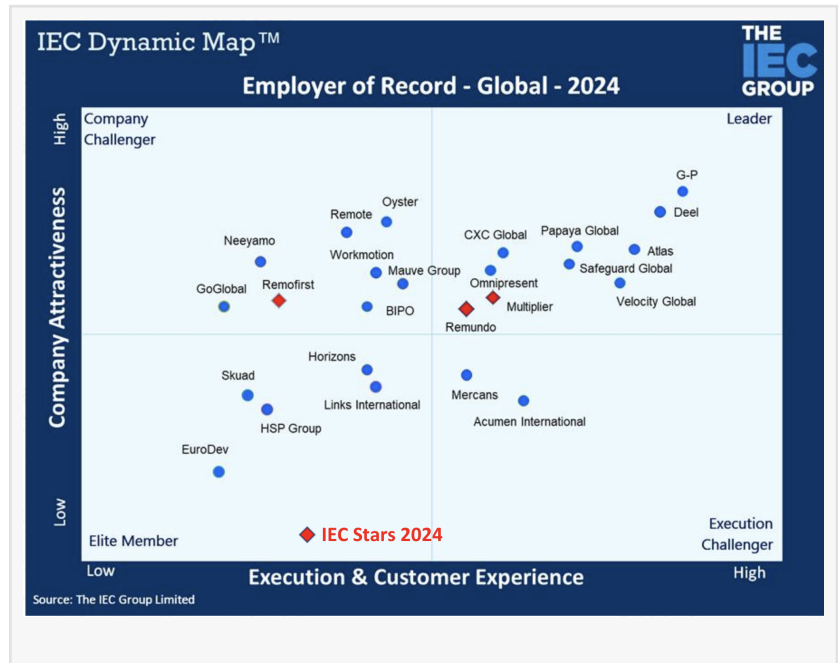 IEC Dynamic Map™
THE
IEC
GROUP
Employer of Record - Global - 2024
High
Company
Challenger
Leader
G-P
Deel
Oyster
Remote
CXC Global
Papaya Global
Neeyamo
Atlas
Workmotion
Mauve Group
Safeguard Global
Omnipresent
GoGlobal
Remofirst
BIPO
Multiplier
Velocity Global
Remundo
Company Attractiveness
Horizons
Skuad
Links International
Mercans
HSP Group
Acumen International
EuroDev
Low
IEC Stars 2024
Elite Member
Execution
Challenger
Low
Execution & Customer Experience
High
Source: The IEC Group Limited